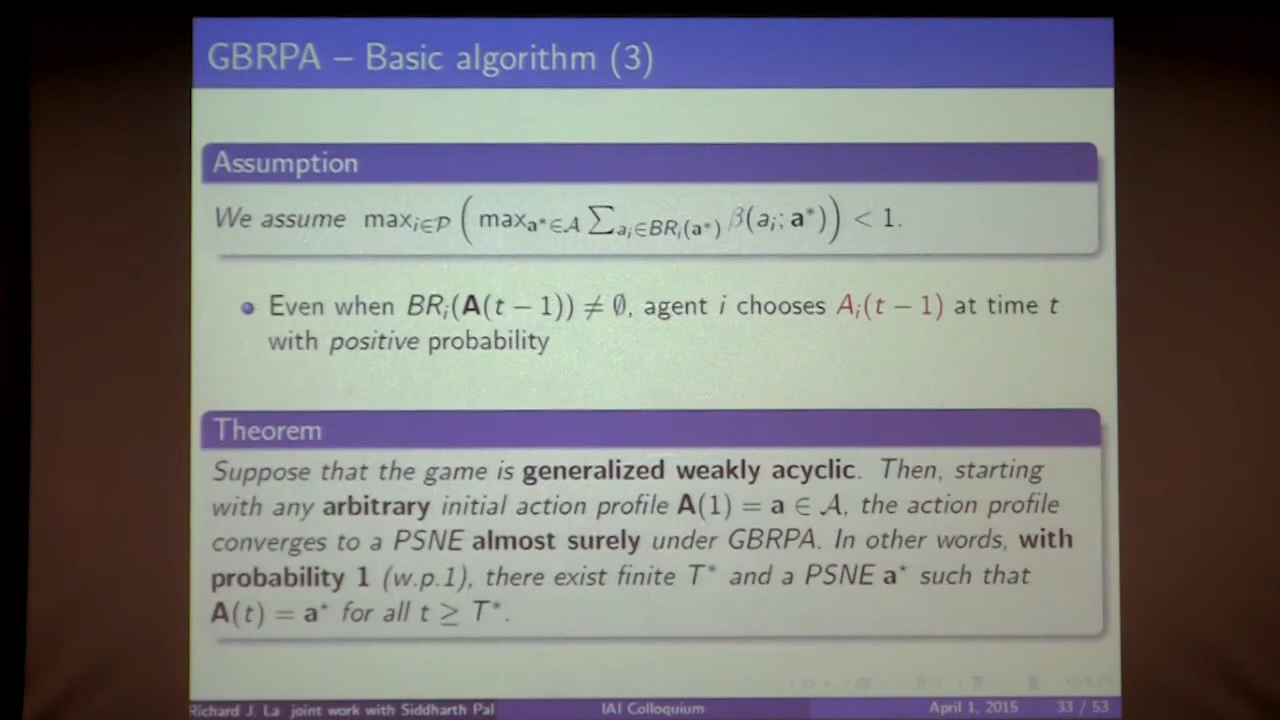 GBRPA – Basic algorithm (3)
Assumption
We assume max_{i∈𝒫} ( max_{a*∈𝒜} ∑_{a_i∈BR_i(a*)} β(a_i; a*) ) < 1.
Even when BR_i(A(t − 1)) ≠ ∅, agent i chooses A_i(t − 1) at time t
with positive probability
Theorem
Suppose that the game is generalized weakly acyclic. Then, starting
with any arbitrary initial action profile A(1) = a ∈ 𝒜, the action profile
converges to a PSNE almost surely under GBRPA. In other words, with
probability 1 (w.p.1), there exist finite T* and a PSNE a* such that
A(t) = a* for all t ≥ T*.
Richard J. La joint work with Siddharth Pal IAI Colloquium April 1, 2015 33 / 53